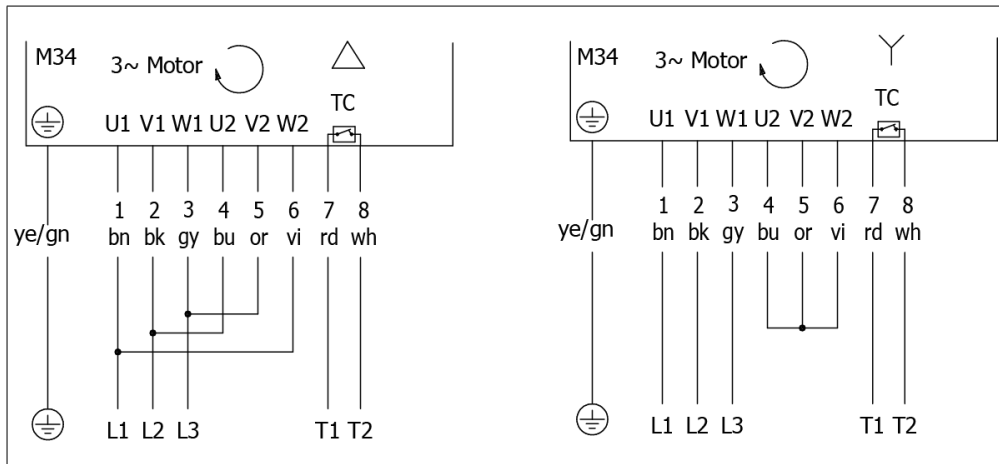 M34 3~ Motor
TC
U1 V1 W1 U2 V2 W2
1 2 3 4 5 6 7 8
ye/gn bn bk gy bu or vi rd wh
L1 L2 L3 T1 T2
M34 3~ Motor
TC
U1 V1 W1 U2 V2 W2
1 2 3 4 5 6 7 8
ye/gn bn bk gy bu or vi rd wh
L1 L2 L3 T1 T2